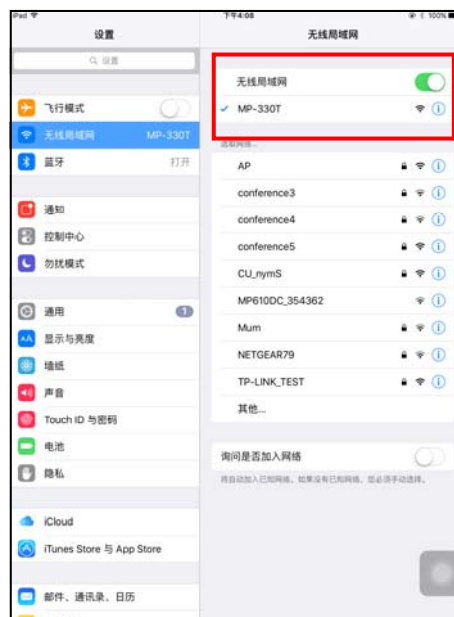 iPad 下午4:08 100%
设置
设置
飞行模式
无线局域网 MP-330T
蓝牙 打开
通知
控制中心
勿扰模式
通用 1
显示与亮度
墙纸
声音
Touch ID 与密码
电池
隐私
iCloud
iTunes Store 与 App Store
邮件、通讯录、日历
无线局域网
无线局域网
MP-330T
选取网络...
AP
conference3
conference4
conference5
CU_nymS
MP610DC_354362
Mum
NETGEAR79
TP-LINK_TEST
其他...
询问是否加入网络
将自动加入已知网络。如果没有已知网络，您必须手动选择。